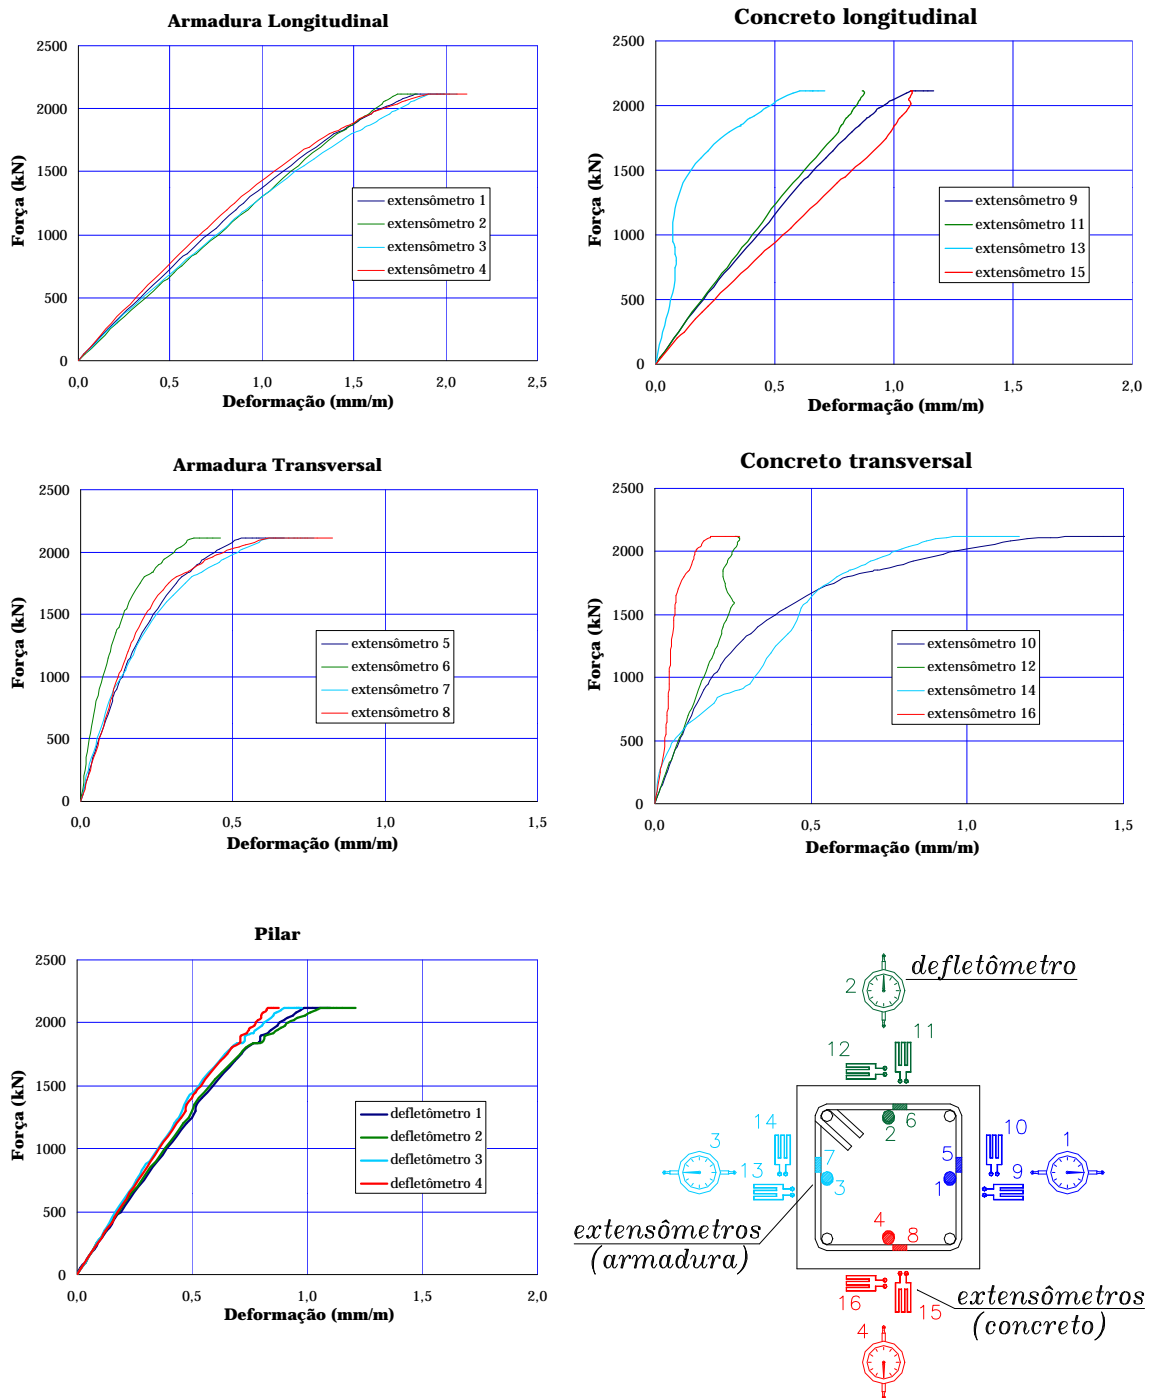 Armadura Longitudinal
2500
2000
1500
1000
500
0
Força (kN)
extensômetro 1
extensômetro 2
extensômetro 3
extensômetro 4
0,0 0,5 1,0 1,5 2,0 2,5
Deformação (mm/m)
Concreto longitudinal
2500
2000
1500
1000
500
0
Força (kN)
extensômetro 9
extensômetro 11
extensômetro 13
extensômetro 15
0,0 0,5 1,0 1,5 2,0
Deformação (mm/m)
Armadura Transversal
2500
2000
1500
1000
500
0
Força (kN)
extensômetro 5
extensômetro 6
extensômetro 7
extensômetro 8
0,0 0,5 1,0 1,5
Deformação (mm/m)
Concreto transversal
2500
2000
1500
1000
500
0
Força (kN)
extensômetro 10
extensômetro 12
extensômetro 14
extensômetro 16
0,0 0,5 1,0 1,5
Deformação (mm/m)
Pilar
2500
2000
1500
1000
500
0
Força (kN)
defletômetro 1
defletômetro 2
defletômetro 3
defletômetro 4
0,0 0,5 1,0 1,5 2,0
Deformação (mm/m)
defletômetro
2
11
12
2 6
3 14 7 5 10 1
13 3 1 9
4 8
extensômetros
(armadura)
16 15
extensômetros
(concreto)
4